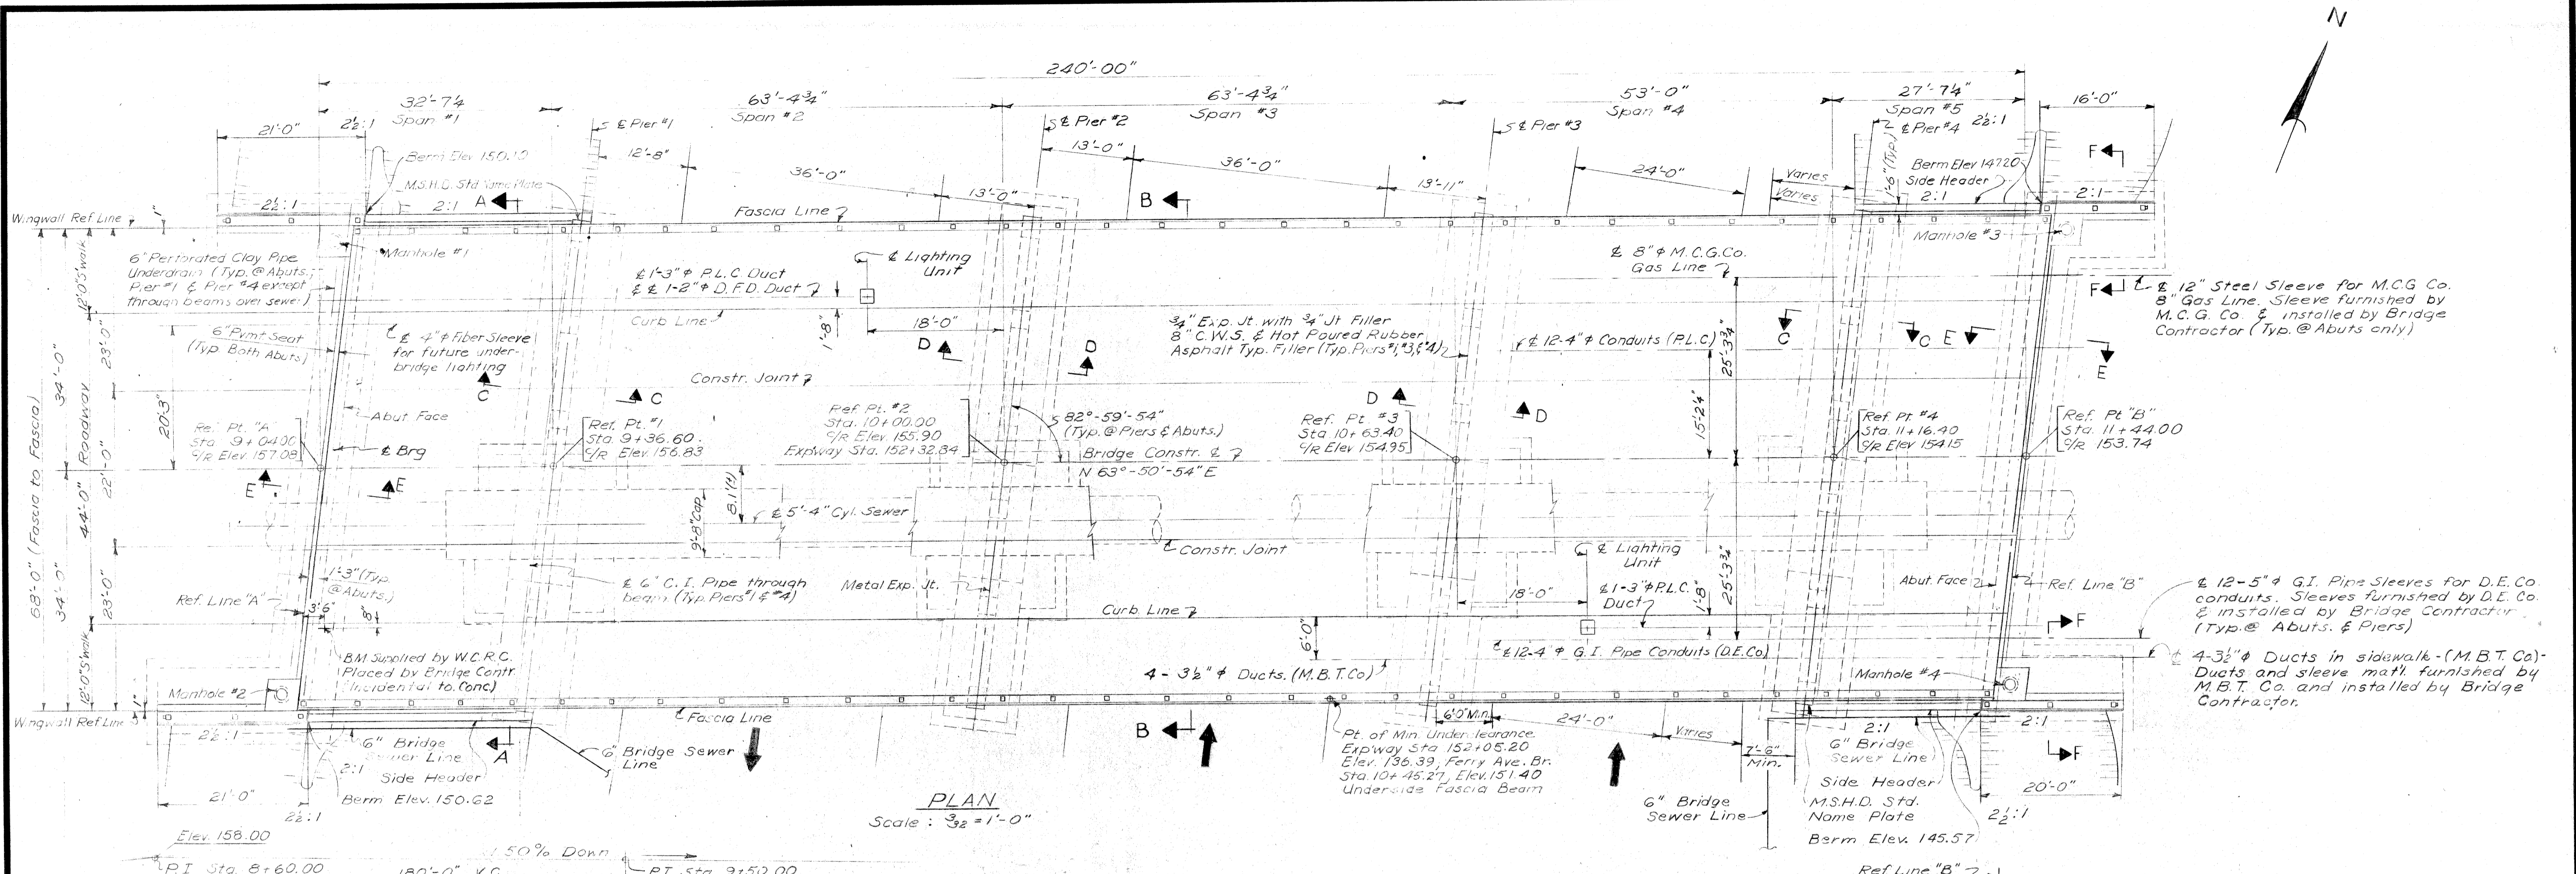 N
240'-00"
32'-7¼
Span #1
63'-4¾"
Span #2
63'-4¾"
Span #3
53'-0"
Span #4
27'-7¼"
Span #5
16'-0"
21'-0"
2½:1
℄ Pier #1
12'-8"
36'-0"
13'-0"
℄ Pier #2
13'-0"
36'-0"
13'-11"
℄ Pier #3
24'-0"
Varies
Varies
℄ Pier #4
2½:1
1'-6" (Typ.)
Berm Elev 150.10
M.S.H.D. Std Name Plate
2½:1
2:1
A
B
Fascia Line
Berm Elev 147.20
Side Header
2:1
F
2:1
Wingwall Ref Line
1"
Manhole #1
Manhole #3
6" Perforated Clay Pipe
Underdrain (Typ. @ Abuts.,
Pier #1 & Pier #4 except
through beams over sewer)
℄ 1-3" φ P.L.C Duct
& ℄ 1-2" φ D.F.D. Duct
℄ Lighting
Unit
℄ 8" φ M.C.G.Co.
Gas Line
F
℄ 12" Steel Sleeve for M.C.G Co.
8" Gas Line. Sleeve furnished by
M.C.G. Co. & installed by Bridge
Contractor (Typ. @ Abuts only)
6" Pvmt Seat
(Typ. Both Abuts)
℄ 4" φ Fiber Sleeve
for future under-
bridge lighting
Curb Line
1'-8"
18'-0"
¾" Exp. Jt. with ¾" Jt Filler
8" C.W.S. & Hot Poured Rubber
Asphalt Typ. Filler (Typ. Piers #1, #3, & #4)
℄ 12-4" φ Conduits (P.L.C)
25'-3¾"
15'-2¼"
C
C
E
E
D
D
C
C
Constr. Joint
D
D
68'-0" (Fascia to Fascia)
34'-0"
34'-0"
12'-0" S'walk
44'-0" Roadway
12'-0" S'walk
23'-0"
22'-0"
23'-0"
20'-3"
Abut Face
Ref. Pt. "A
Sta. 9+04.00
C/R Elev. 157.08
℄ Brg
Ref. Pt. #1
Sta. 9+36.60
C/R Elev. 156.83
Ref. Pt. #2
Sta. 10+00.00
C/R Elev. 155.90
Expway Sta. 152+32.84
82°-59'-54"
(Typ. @ Piers & Abuts.)
Bridge Constr. ℄
N 63°-50'-54" E
Ref. Pt. #3
Sta. 10+63.40
C/R Elev 154.95
Ref Pt. #4
Sta. 11+16.40
C/R Elev 154.15
Ref. Pt "B"
Sta. 11+44.00
C/R 153.74
E
E
8.1'(±)
9'-8" Cap
℄ 5'-4" Cyl. Sewer
Constr. Joint
1'-3" (Typ.
@ Abuts.)
Ref. Line "A"
3'-6"
8"
℄ 6" C.I. Pipe through
beam (Typ. Piers #1 & #4)
Metal Exp. Jt.
℄ Lighting
Unit
18'-0"
℄ 1-3" φ P.L.C.
Duct
1'-8"
25'-3¾"
Abut. Face
Ref. Line "B"
Curb Line
6'-0"
℄ 12-5" φ G.I. Pipe Sleeves for D.E. Co.
conduits. Sleeves furnished by D.E. Co.
& installed by Bridge Contractor
(Typ. @ Abuts. & Piers)
F
BM Supplied by W.C.R.C.
Placed by Bridge Contr.
(Incidental to Conc)
℄ 12-4" φ G.I. Pipe Conduits (D.E.Co)
4 - 3½" φ Ducts. (M.B.T.Co)
℄ 4-3½" φ Ducts in sidewalk - (M.B.T. Co)-
Ducts and sleeve mat'l. furnished by
M.B.T. Co. and installed by Bridge
Contractor.
Manhole #2
Manhole #4
1"
Wingwall Ref Line
Fascia Line
2½:1
6" Bridge
Sewer Line
2:1
Side Header
A
Berm Elev. 150.62
6" Bridge Sewer
Line
21'-0"
2½:1
B
Pt. of Min. Underclearance
Expway Sta 152+05.20
Elev. 136.39, Ferry Ave. Br.
Sta. 10+45.27, Elev. 151.40
Underside Fascia Beam
6'-0" Min.
24'-0"
Varies
7'-6"
Min.
2:1
6" Bridge
Sewer Line
Side Header
M.S.H.D. Std.
Name Plate
Berm Elev. 145.57
6" Bridge
Sewer Line
2:1
F
20'-0"
2½:1
PLAN
Scale : 3/32 = 1'-0"
Elev. 158.00
P.I. Sta. 8+60.00
180'-0" V.C.
.50% Down
P.T. Sta. 9+50.00
Ref. Line "B"